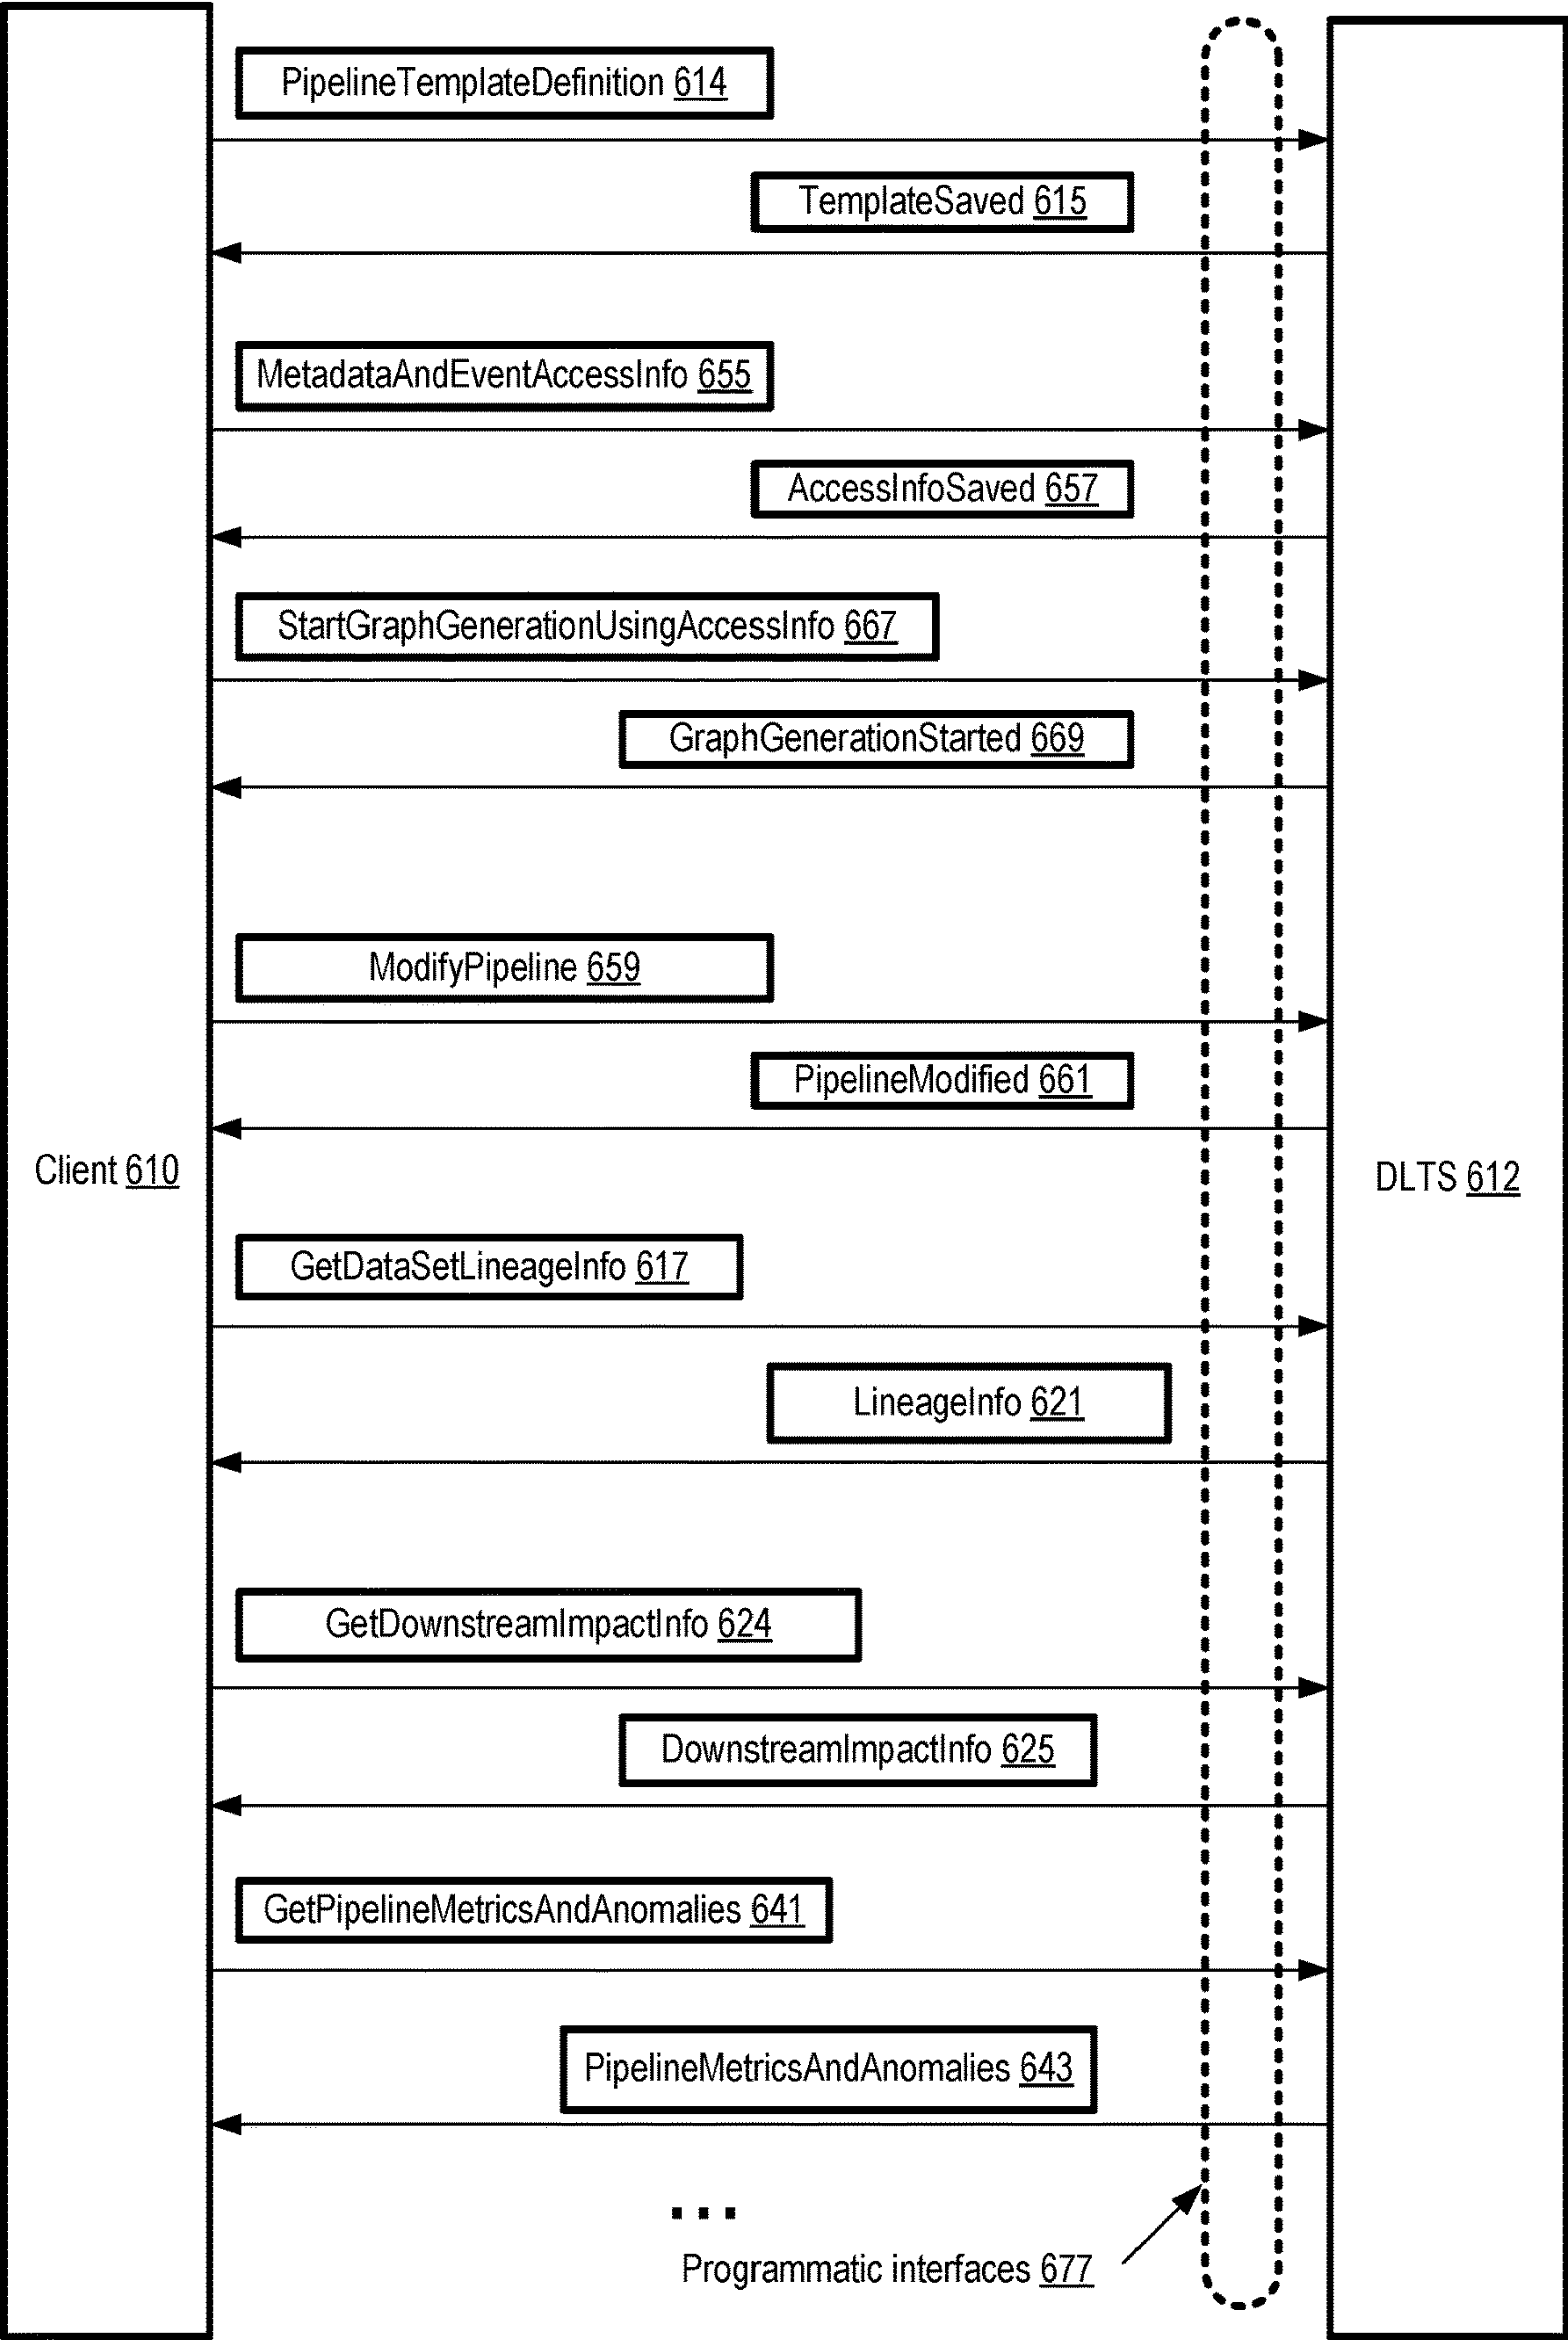 PipelineTemplateDefinition 614
TemplateSaved 615
MetadataAndEventAccessInfo 655
AccessInfoSaved 657
StartGraphGenerationUsingAccessInfo 667
GraphGenerationStarted 669
ModifyPipeline 659
PipelineModified 661
Client 610
DLTS 612
GetDataSetLineageInfo 617
LineageInfo 621
GetDownstreamImpactInfo 624
DownstreamImpactInfo 625
GetPipelineMetricsAndAnomalies 641
PipelineMetricsAndAnomalies 643
...
Programmatic interfaces 677